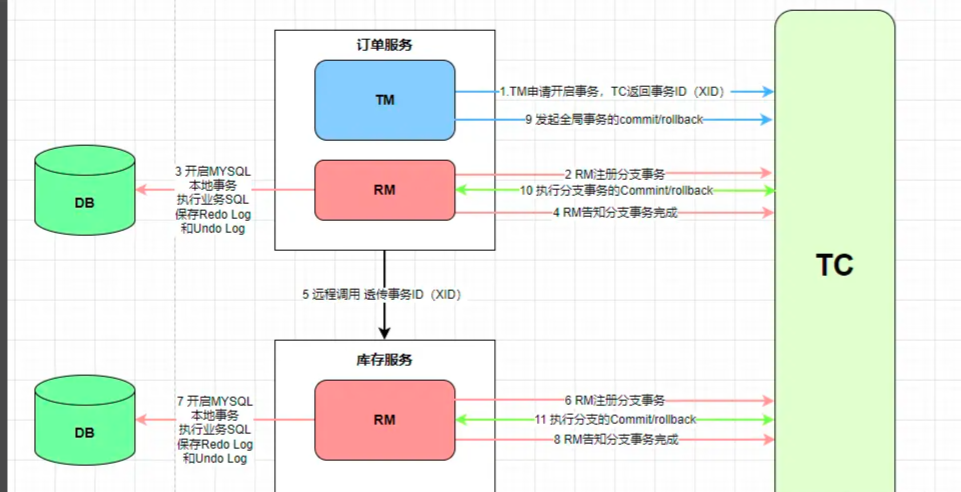 订单服务
TM
1.TM申请开启事务，TC返回事务ID（XID）
9 发起全局事务的commit/rollback
TC
3 开启MYSQL
本地事务
执行业务SQL
保存Redo Log
和Undo Log
DB
RM
2 RM注册分支事务
10 执行分支事务的Commint/rollback
4 RM告知分支事务完成
5 远程调用 透传事务ID（XID）
库存服务
7 开启MYSQL
本地事务
执行业务SQL
保存Redo Log
和Undo Log
DB
RM
6 RM注册分支事务
11 执行分支的Commit/rollback
8 RM告知分支事务完成